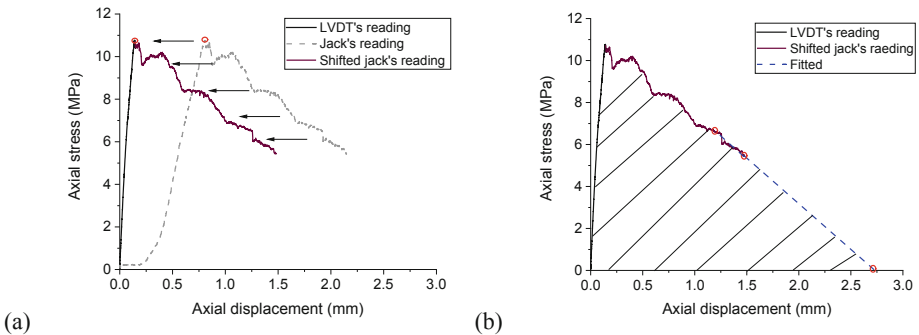 LVDT's reading
Jack's reading
Shifted jack's reading
12
10
8
6
4
2
0
Axial stress (MPa)
0.0 0.5 1.0 1.5 2.0 2.5 3.0
Axial displacement (mm)
(a)
LVDT's reading
Shifted jack's raeding
Fitted
12
10
8
6
4
2
0
Axial stress (MPa)
0.0 0.5 1.0 1.5 2.0 2.5 3.0
Axial displacement (mm)
(b)